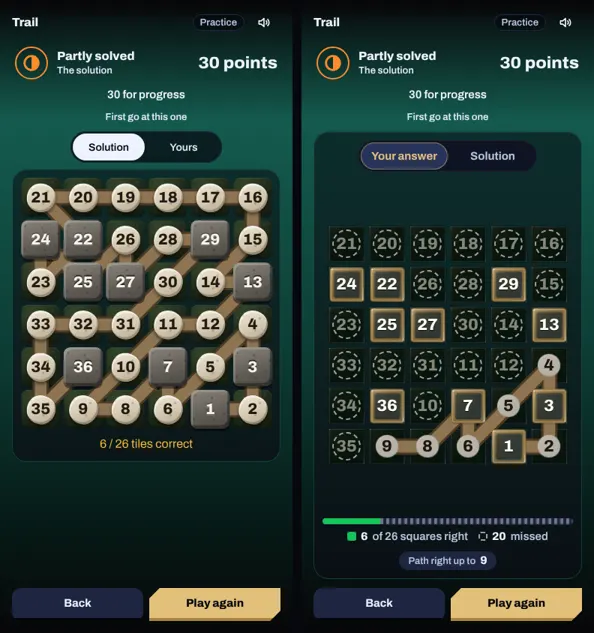 Trail Practice
Partly solved
The solution
30 points
30 for progress
First go at this one
Solution Yours
21 20 19 18 17 16
24 22 26 28 29 15
23 25 27 30 14 13
33 32 31 11 12 4
34 36 10 7 5 3
35 9 8 6 1 2
6 / 26 tiles correct
Back Play again
Trail Practice
Partly solved
The solution
30 points
30 for progress
First go at this one
Your answer Solution
21 20 19 18 17 16
24 22 26 28 29 15
23 25 27 30 14 13
33 32 31 11 12 4
34 36 10 7 5 3
35 9 8 6 1 2
6 of 26 squares right 20 missed
Path right up to 9
Back Play again